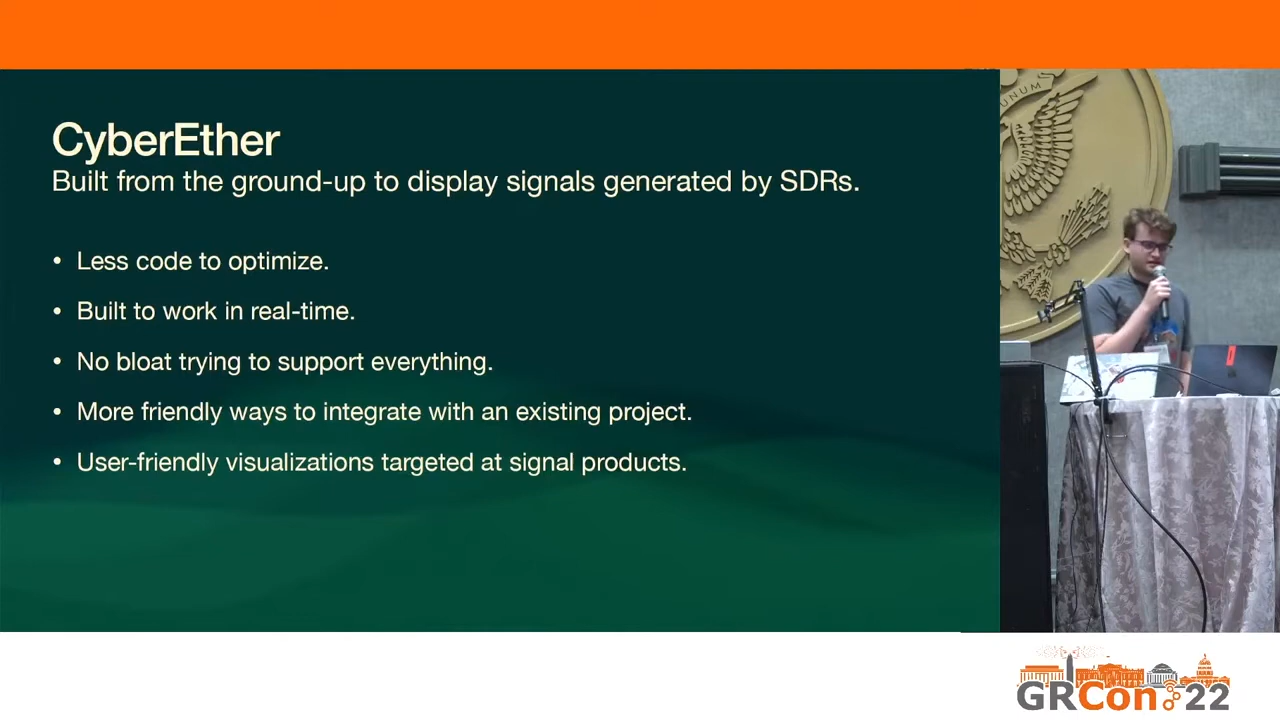 CyberEther
Built from the ground-up to display signals generated by SDRs.
• Less code to optimize.
• Built to work in real-time.
• No bloat trying to support everything.
• More friendly ways to integrate with an existing project.
• User-friendly visualizations targeted at signal products.
UNUM
GRCon 22